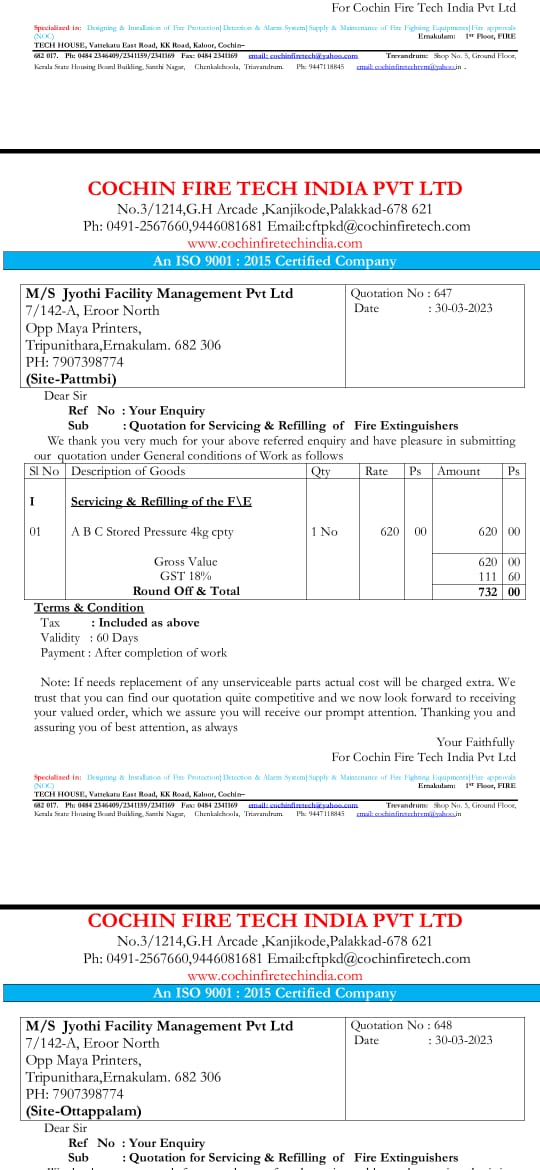 For Cochin Fire Tech India Pvt Ltd
Specialized in: Designing & Installation of Fire Protection| Detection & Alarm System| Supply & Maintenance of Fire Fighting Equipments| Fire approvals
(NOC) Ernakulam: 1st Floor, FIRE
TECH HOUSE, Vattekatu East Road, KK Road, Kaloor, Cochin–
682 017. Ph: 0484 2346409/2341159/2341169 Fax: 0484 2341169 email: cochinfiretech@yahoo.com Trevandrum: Shop No. 5, Ground Floor,
Kerala State Housing Board Building, Santhi Nagar, Chenkalchoola, Triavandrum. Ph: 9447118845 email: cochinfiretechtvm@yahoo.in .
COCHIN FIRE TECH INDIA PVT LTD
No.3/1214,G.H Arcade ,Kanjikode,Palakkad-678 621
Ph: 0491-2567660,9446081681 Email:cftpkd@cochinfiretech.com
www.cochinfiretechindia.com
An ISO 9001 : 2015 Certified Company
M/S Jyothi Facility Management Pvt Ltd Quotation No : 647
7/142-A, Eroor North Date : 30-03-2023
Opp Maya Printers,
Tripunithara,Ernakulam. 682 306
PH: 7907398774
(Site-Pattmbi)
Dear Sir
Ref No : Your Enquiry
Sub : Quotation for Servicing & Refilling of Fire Extinguishers
We thank you very much for your above referred enquiry and have pleasure in submitting
our quotation under General conditions of Work as follows
Sl No Description of Goods Qty Rate Ps Amount Ps
I Servicing & Refilling of the F\E
01 A B C Stored Pressure 4kg cpty 1 No 620 00 620 00
Gross Value 620 00
GST 18% 111 60
Round Off & Total 732 00
Terms & Condition
Tax : Included as above
Validity : 60 Days
Payment : After completion of work
Note: If needs replacement of any unserviceable parts actual cost will be charged extra. We
trust that you can find our quotation quite competitive and we now look forward to receiving
your valued order, which we assure you will receive our prompt attention. Thanking you and
assuring you of best attention, as always
Your Faithfully
For Cochin Fire Tech India Pvt Ltd
Specialized in: Designing & Installation of Fire Protection| Detection & Alarm System| Supply & Maintenance of Fire Fighting Equipments| Fire approvals
(NOC) Ernakulam: 1st Floor, FIRE
TECH HOUSE, Vattekatu East Road, KK Road, Kaloor, Cochin–
682 017. Ph: 0484 2346409/2341159/2341169 Fax: 0484 2341169 email: cochinfiretech@yahoo.com Trevandrum: Shop No. 5, Ground Floor,
Kerala State Housing Board Building, Santhi Nagar, Chenkalchoola, Triavandrum. Ph: 9447118845 email: cochinfiretechtvm@yahoo.in
COCHIN FIRE TECH INDIA PVT LTD
No.3/1214,G.H Arcade ,Kanjikode,Palakkad-678 621
Ph: 0491-2567660,9446081681 Email:cftpkd@cochinfiretech.com
www.cochinfiretechindia.com
An ISO 9001 : 2015 Certified Company
M/S Jyothi Facility Management Pvt Ltd Quotation No : 648
7/142-A, Eroor North Date : 30-03-2023
Opp Maya Printers,
Tripunithara,Ernakulam. 682 306
PH: 7907398774
(Site-Ottappalam)
Dear Sir
Ref No : Your Enquiry
Sub : Quotation for Servicing & Refilling of Fire Extinguishers